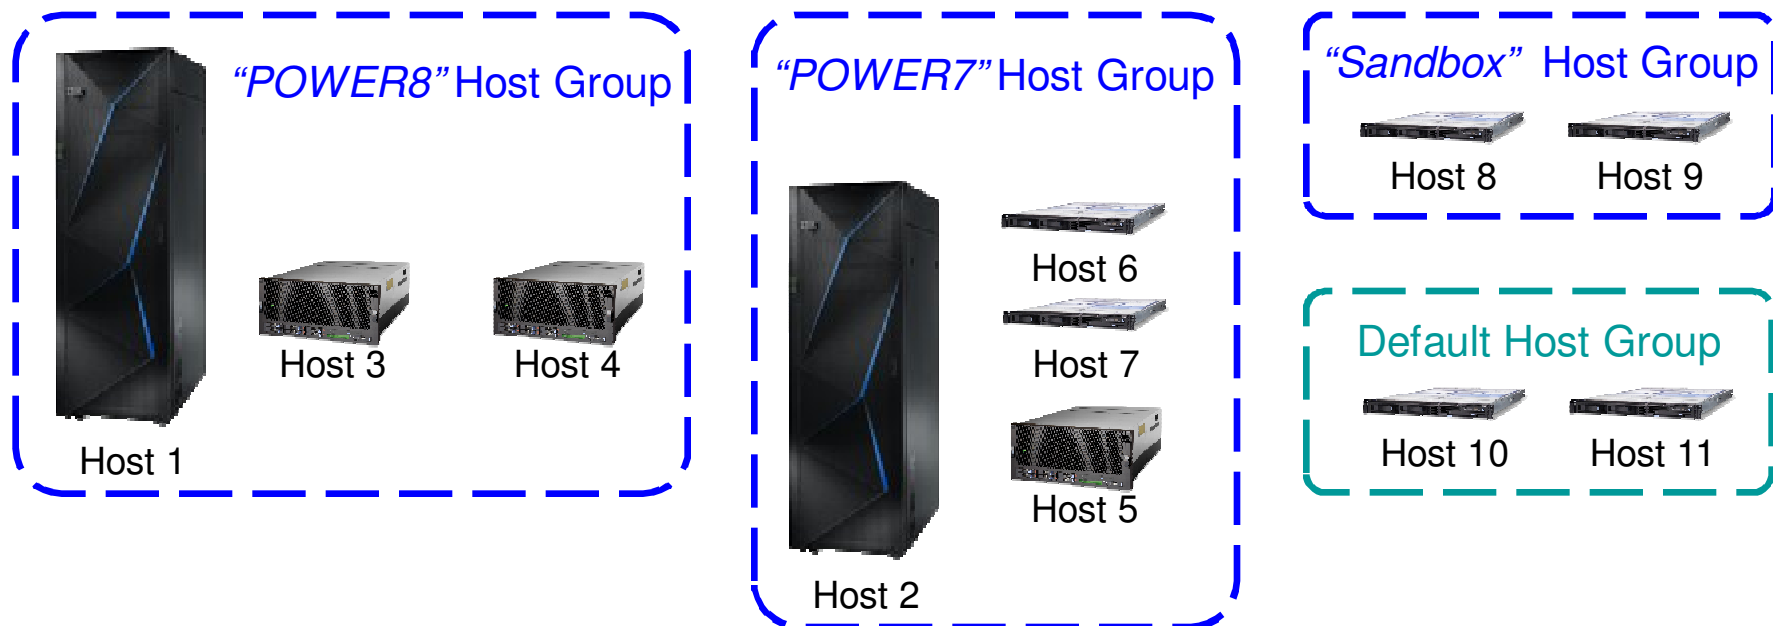 “POWER8” Host Group
Host 3
Host 4
Host 1
“POWER7” Host Group
Host 6
Host 7
Host 5
Host 2
“Sandbox” Host Group
Host 8
Host 9
Default Host Group
Host 10
Host 11